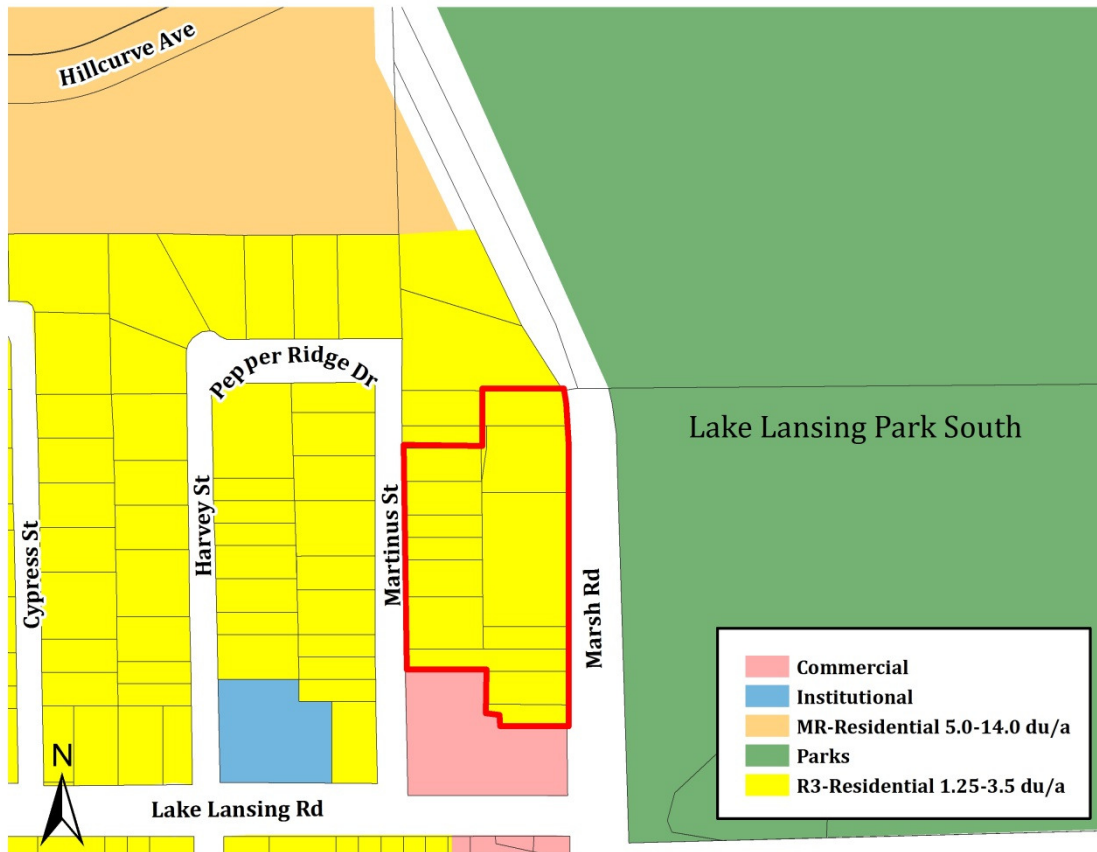 Hillcurve Ave
Pepper Ridge Dr
Lake Lansing Park South
Cypress St
Harvey St
Martinus St
Marsh Rd
Commercial
Institutional
MR-Residential 5.0-14.0 du/a
Parks
R3-Residential 1.25-3.5 du/a
N
Lake Lansing Rd